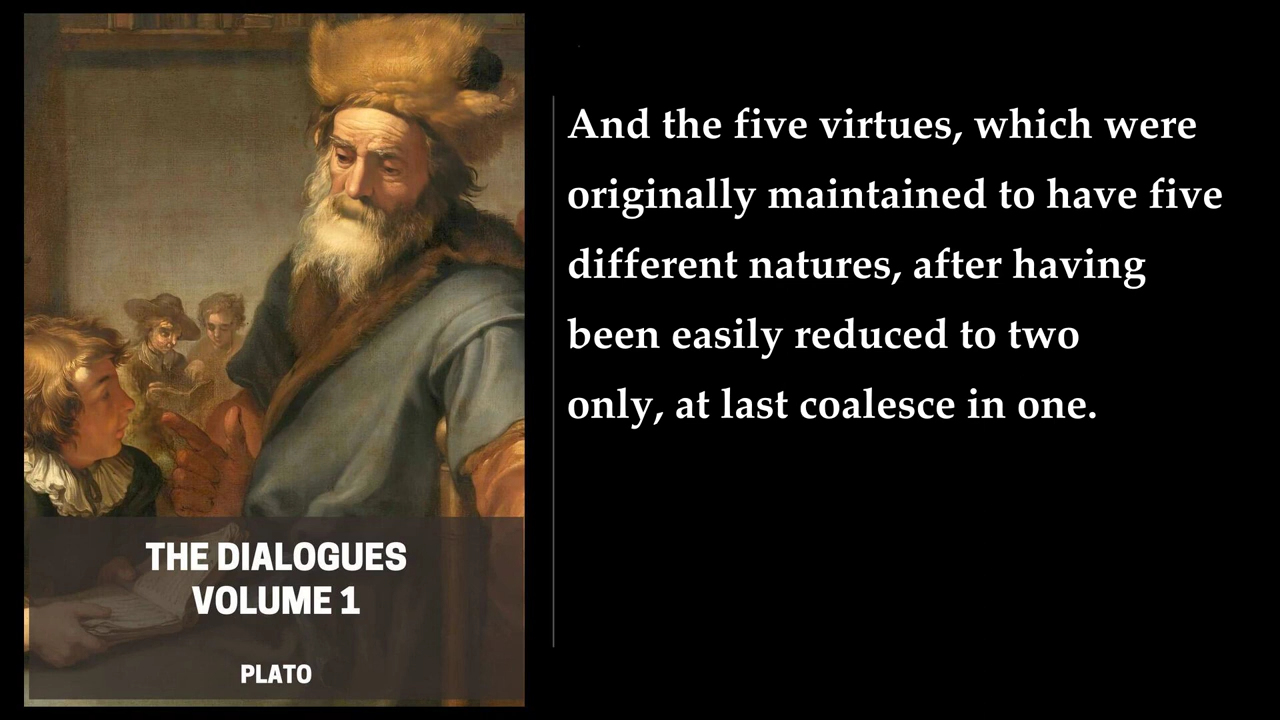 THE DIALOGUES
VOLUME 1
PLATO
And the five virtues, which were
originally maintained to have five
different natures, after having
been easily reduced to two
only, at last coalesce in one.